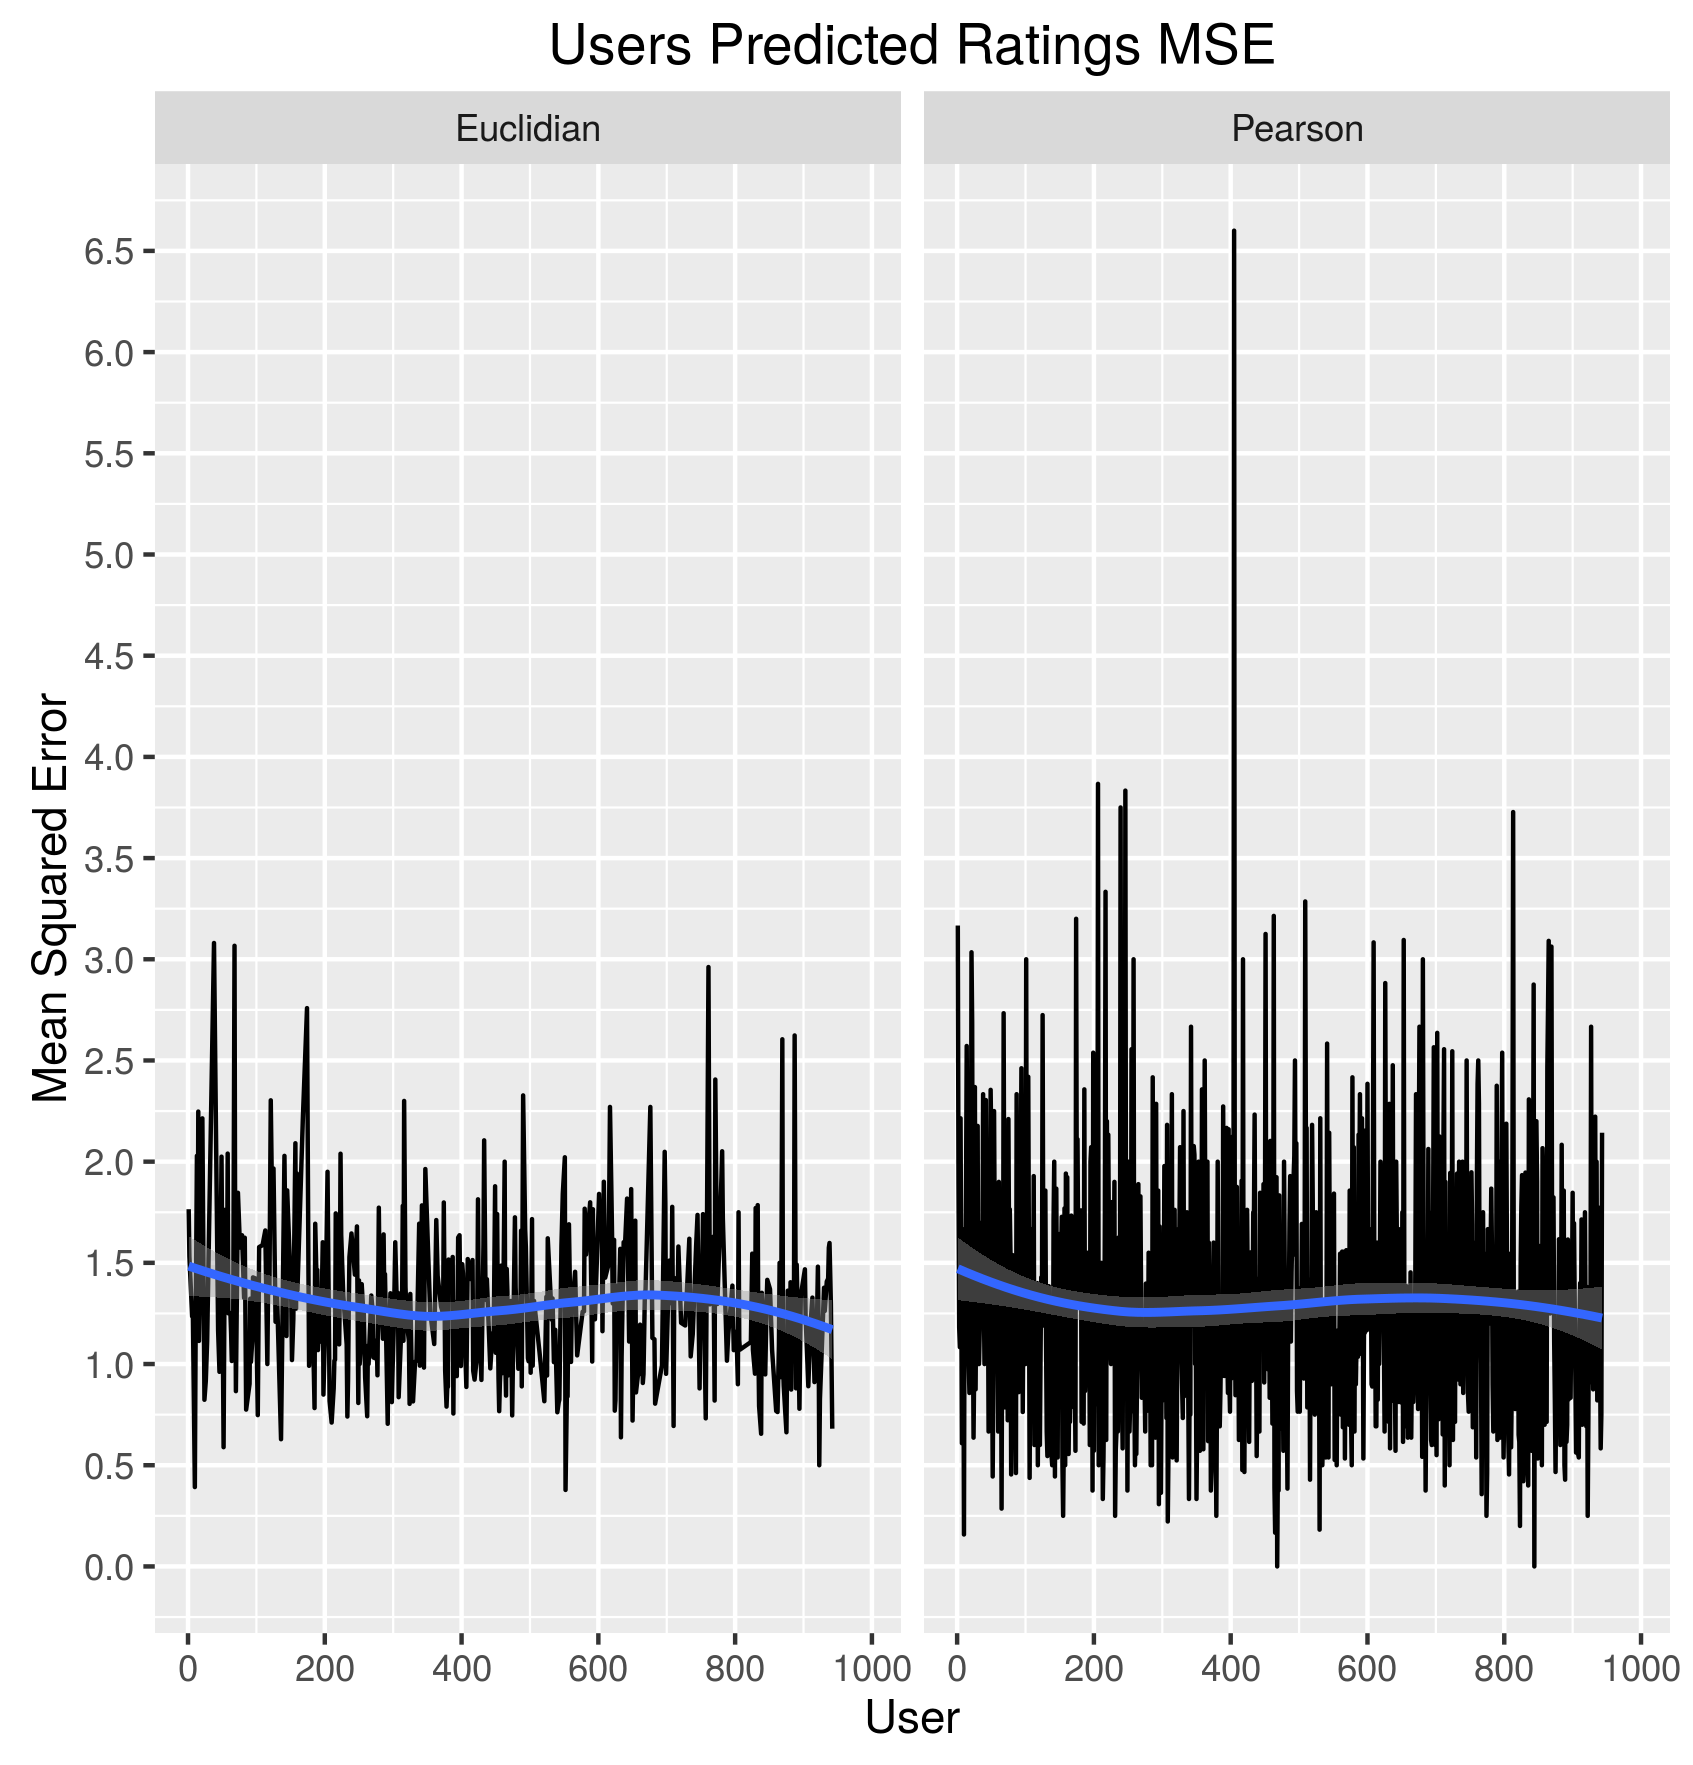 Users Predicted Ratings MSE
Euclidian Pearson
Mean Squared Error
6.5
6.0
5.5
5.0
4.5
4.0
3.5
3.0
2.5
2.0
1.5
1.0
0.5
0.0
0 200 400 600 800 1000 0 200 400 600 800 1000
User